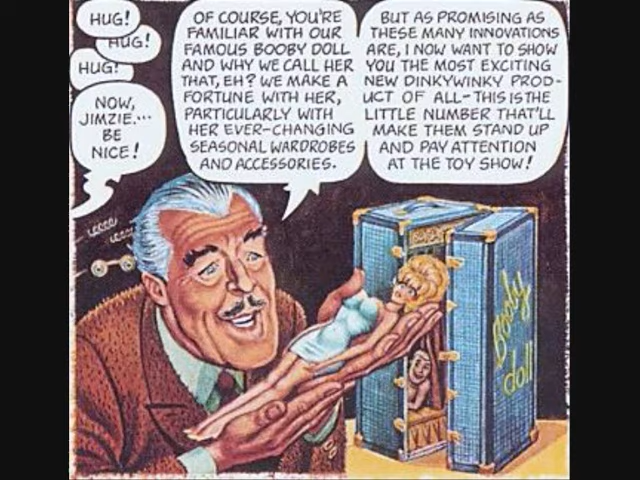 HUG!
HUG!
HUG!
NOW,
JIMZIE....
BE
NICE!
OF COURSE, YOU'RE
FAMILIAR WITH OUR
FAMOUS BOOBY DOLL
AND WHY WE CALL HER
THAT, EH? WE MAKE A
FORTUNE WITH HER,
PARTICULARLY WITH
HER EVER-CHANGING
SEASONAL WARDROBES
AND ACCESSORIES.
BUT AS PROMISING AS
THESE MANY INNOVATIONS
ARE, I NOW WANT TO SHOW
YOU THE MOST EXCITING
NEW DINKYWINKY PROD-
UCT OF ALL-THIS IS THE
LITTLE NUMBER THAT'LL
MAKE THEM STAND UP
AND PAY ATTENTION
AT THE TOY SHOW!
Booby
doll